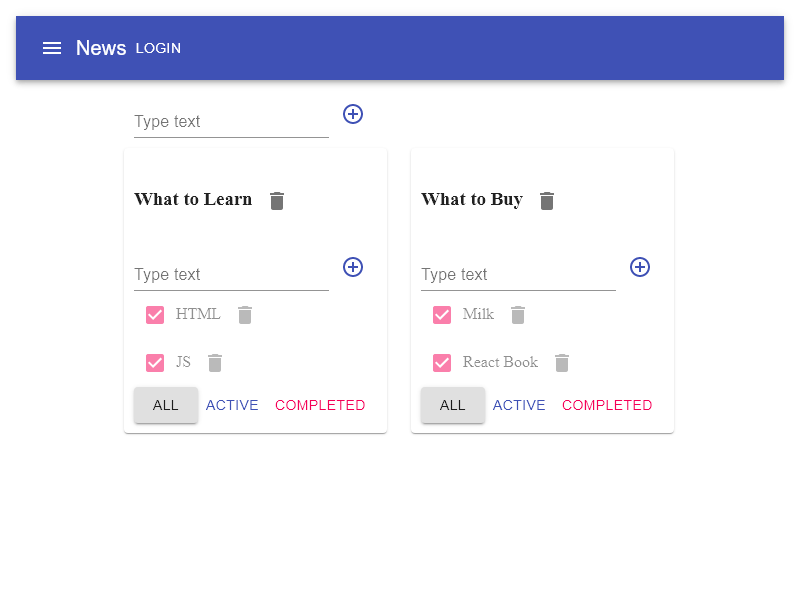 News LOGIN
Type text
What to Learn
Type text
HTML
JS
ALL ACTIVE COMPLETED
What to Buy
Type text
Milk
React Book
ALL ACTIVE COMPLETED